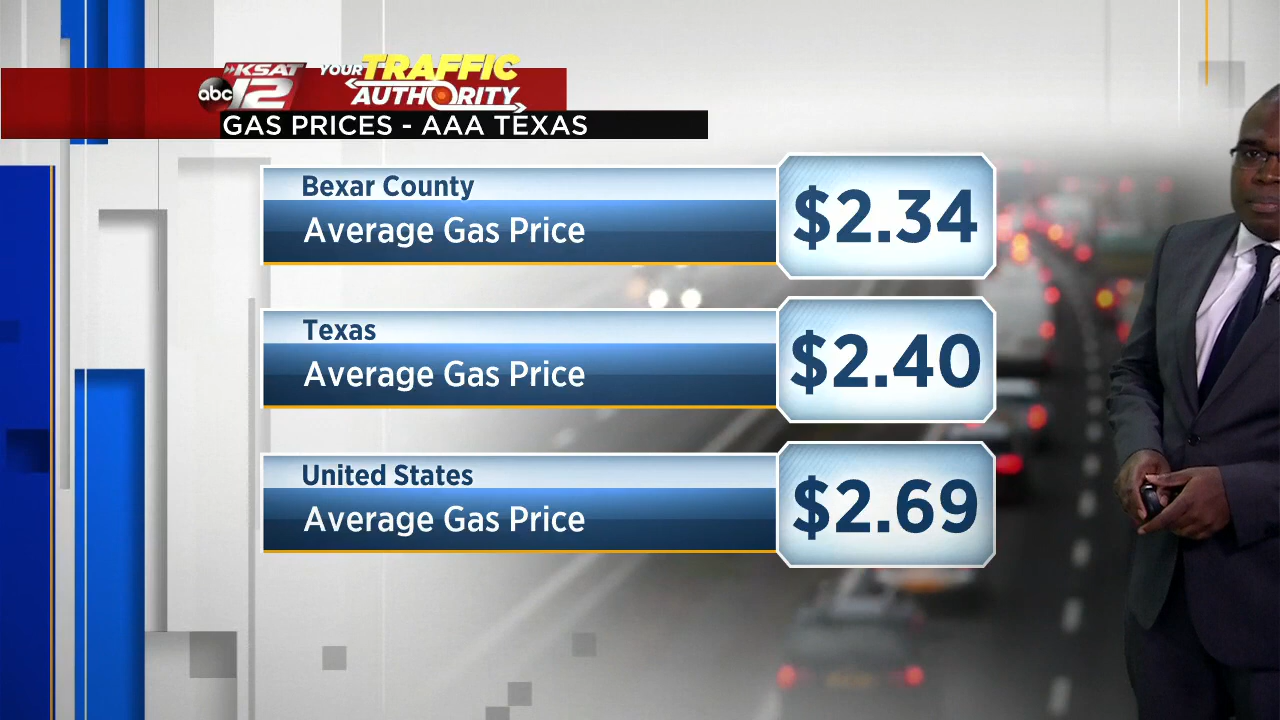 KSAT
abc 12
YOUR TRAFFIC
AUTHORITY
GAS PRICES - AAA TEXAS
Bexar County
Average Gas Price
$2.34
Texas
Average Gas Price
$2.40
United States
Average Gas Price
$2.69